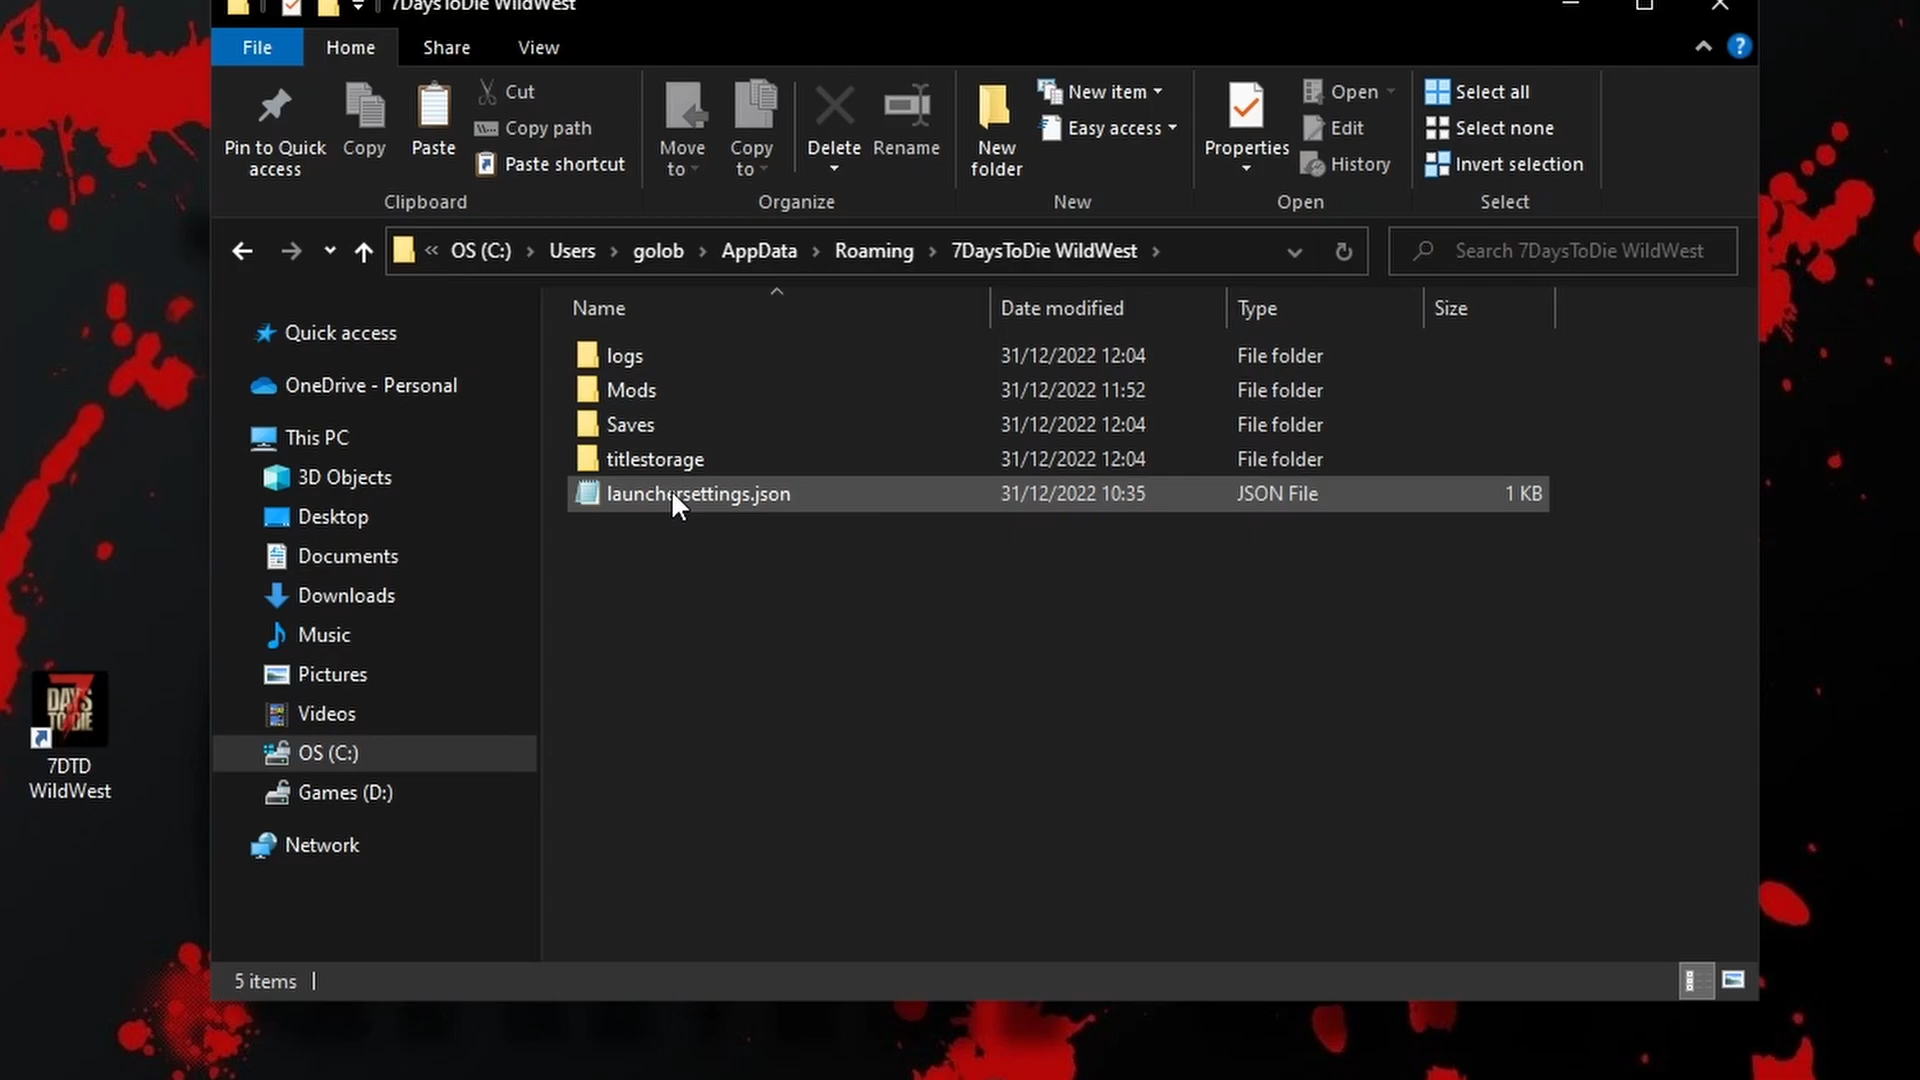 7DaysToDie WildWest
File
Home
Share
View
Pin to Quick access
Copy
Paste
Cut
Copy path
Paste shortcut
Clipboard
Move to
Copy to
Delete
Rename
Organize
New folder
New item
Easy access
New
Properties
Open
Edit
History
Open
Select all
Select none
Invert selection
Select
« OS (C:) › Users › golob › AppData › Roaming › 7DaysToDie WildWest ›
Search 7DaysToDie WildWest
Name Date modified Type Size
logs 31/12/2022 12:04 File folder
Mods 31/12/2022 11:52 File folder
Saves 31/12/2022 12:04 File folder
titlestorage 31/12/2022 12:04 File folder
launchersettings.json 31/12/2022 10:35 JSON File 1 KB
Quick access
OneDrive - Personal
This PC
3D Objects
Desktop
Documents
Downloads
Music
Pictures
Videos
OS (C:)
Games (D:)
Network
5 items
7 DAYS TO DIE
7DTD
WildWest